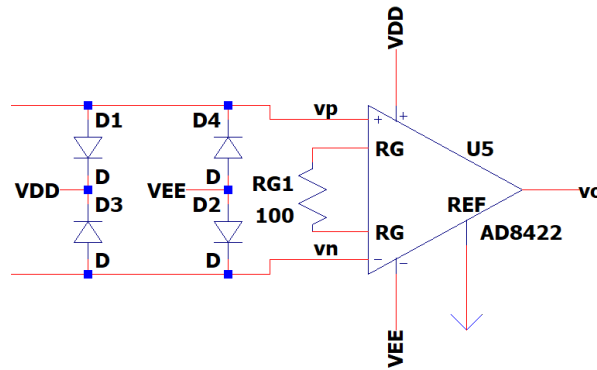 VDD
D1
D4
vp
+
+
D
D
RG
U5
VDD
VEE
RG1
D3
D2
REF
vo
100
D
D
vn
RG
AD8422
-
-
VEE